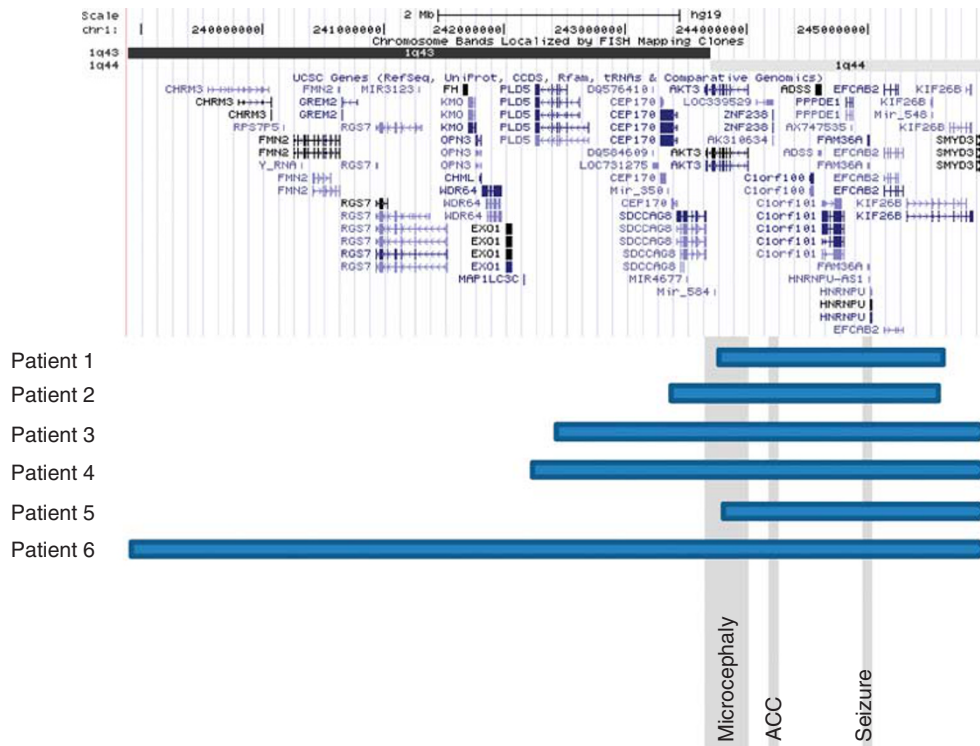 Scale 2 Mb hg19
chr1: 240000000 241000000 242000000 243000000 244000000 245000000
Chromosome Bands Localized by FISH Mapping Clones
1q43 1q43
1q44 1q44
UCSC Genes (RefSeq, UniProt, CCDS, Rfam, tRNAs & Comparative Genomics)
CHRM3 FMN2 MIR3123 FH PLD5 DQ576410 AKT3 ADSS EFCAB2 KIF26B
CHRM3 GREM2 KMO PLD5 CEP170 LOC339529 PPPDE1 KIF26B
CHRM3 GREM2 KMO PLD5 CEP170 ZNF238 PPPDE1 Mir_548
RPS7P5 RGS7 KMO PLD5 CEP170 ZNF238 AX747535 KIF26B
FMN2 OPN3 PLD5 CEP170 AK310634 FAM36A SMYD3
FMN2 OPN3 DQ584609 AKT3 ADSS EFCAB2 SMYD3
Y_RNA RGS7 OPN3 LOC731275 AKT3 FAM36A SMYD3
FMN2 CHML CEP170 C1orf100 EFCAB2
FMN2 WDR64 Mir_350 C1orf100 EFCAB2
RGS7 WDR64 CEP170 C1orf101 KIF26B
RGS7 WDR64 SDCCAG8 C1orf101 KIF26B
RGS7 EXO1 SDCCAG8 C1orf101
RGS7 EXO1 SDCCAG8 C1orf101
RGS7 EXO1 SDCCAG8 C1orf101
RGS7 EXO1 SDCCAG8 FAM36A
MAP1LC3C MIR4677 HNRNPU-AS1
Mir_584 HNRNPU
HNRNPU
HNRNPU
EFCAB2
Patient 1
Patient 2
Patient 3
Patient 4
Patient 5
Patient 6
Microcephaly
ACC
Seizure